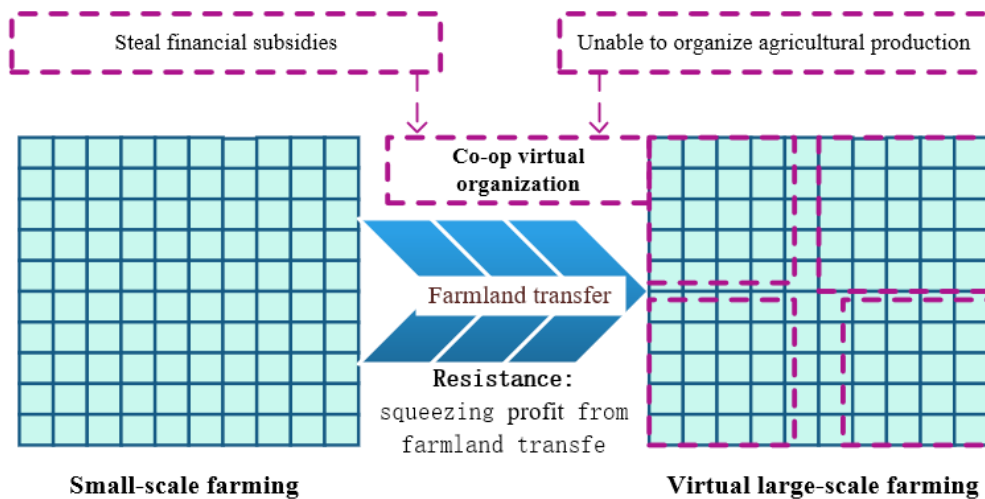 Steal financial subsidies
Unable to organize agricultural production
Co-op virtual
organization
Farmland transfer
Resistance:
squeezing profit from
farmland transfe
Small-scale farming
Virtual large-scale farming